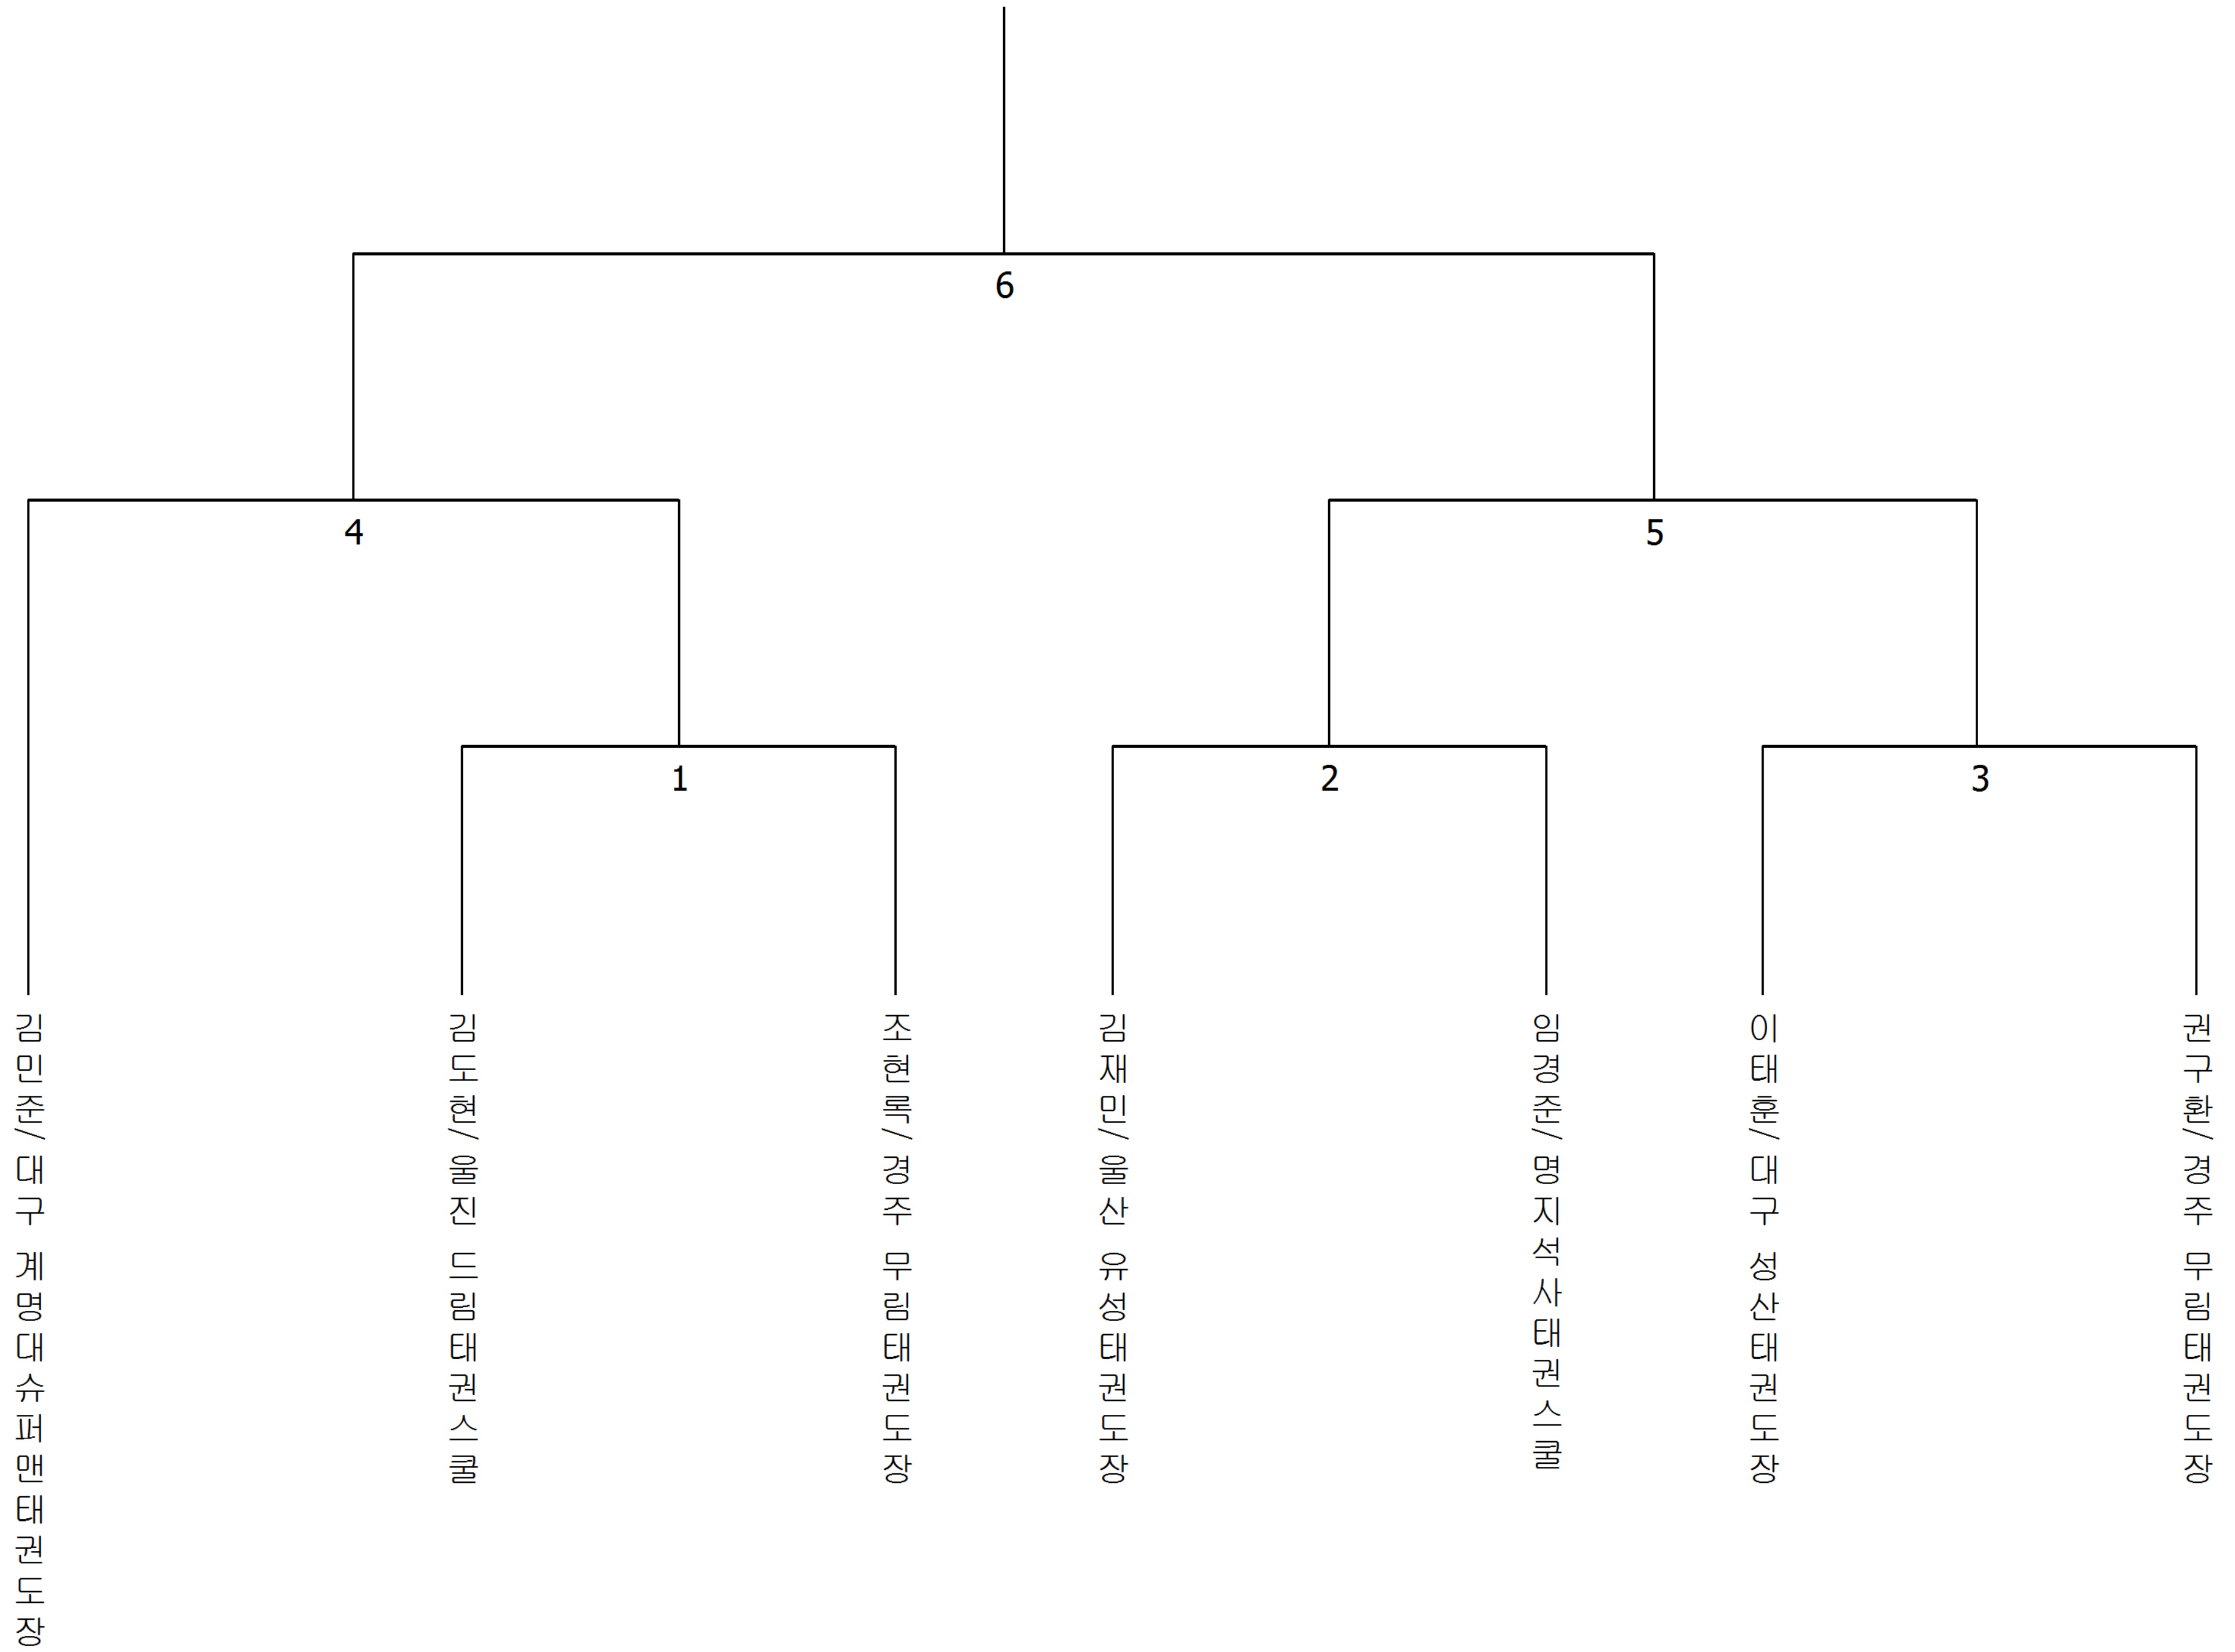 6
4
5
1
2
3
김민준/대구 계명대슈퍼맨태권도장
김도현/울진 드림태권스쿨
조현록/경주 무림태권도장
김재민/울산 유성태권도장
임경준/명지석사태권스쿨
이태훈/대구 성산태권도장
권구환/경주 무림태권도장